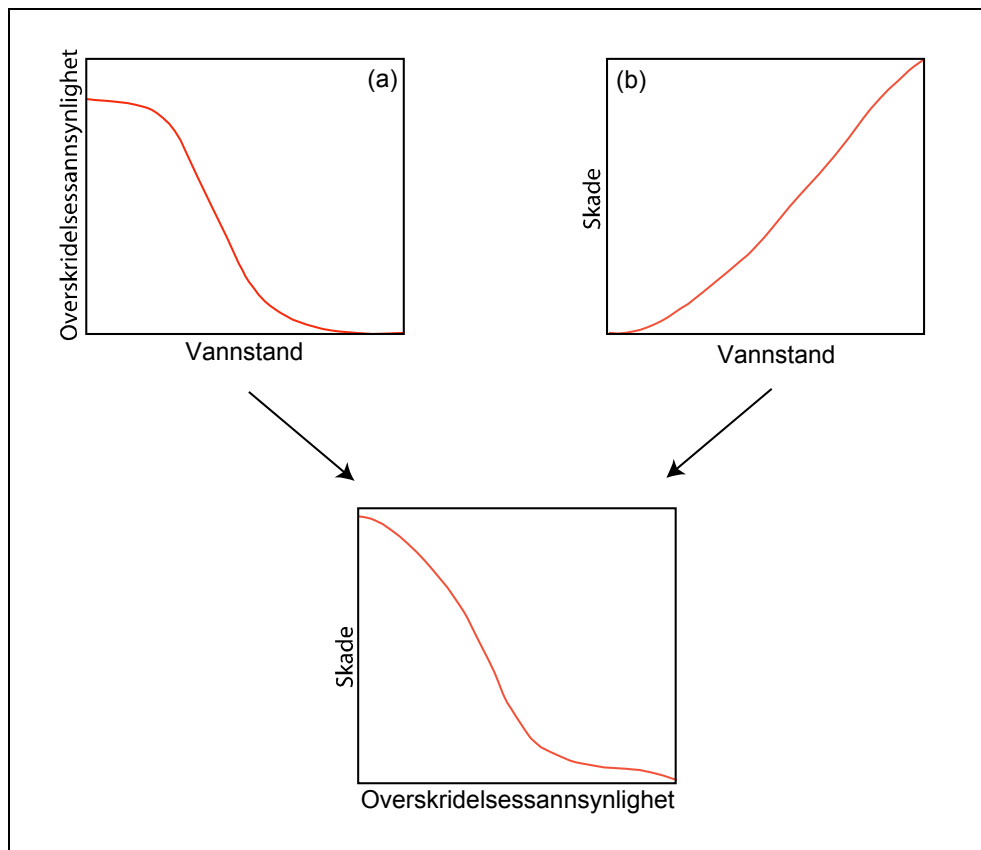 Overskridelsessannsynlighet
(a)
Vannstand
Skade
(b)
Vannstand
Skade
Overskridelsessannsynlighet